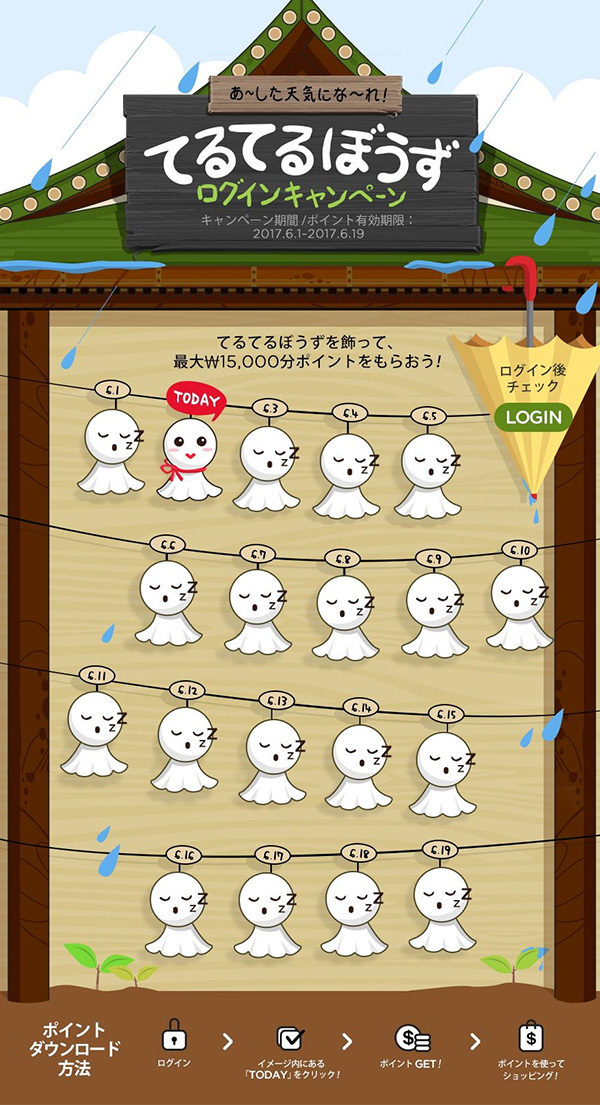 あ〜した天気にな〜れ!
てるてるぼうず
ログインキャンペーン
キャンペーン期間/ポイント有効期限：
2017.6.1-2017.6.19
てるてるぼうずを飾って、
最大₩15,000分ポイントをもらおう!
ログイン後
チェック
LOGIN
6.1
TODAY
6.3
6.4
6.5
z Z
z Z
z Z
z Z
6.6
6.7
6.8
6.9
6.10
z Z
z Z
z Z
z Z
z Z
6.11
6.12
6.13
6.14
6.15
z Z
z Z
z Z
z Z
z Z
6.16
6.17
6.18
6.19
z Z
z Z
z Z
z Z
ポイント
ダウンロード
方法
ログイン
イメージ内にある
「TODAY」をクリック!
$
ポイントGET!
$
ポイントを使って
ショッピング!